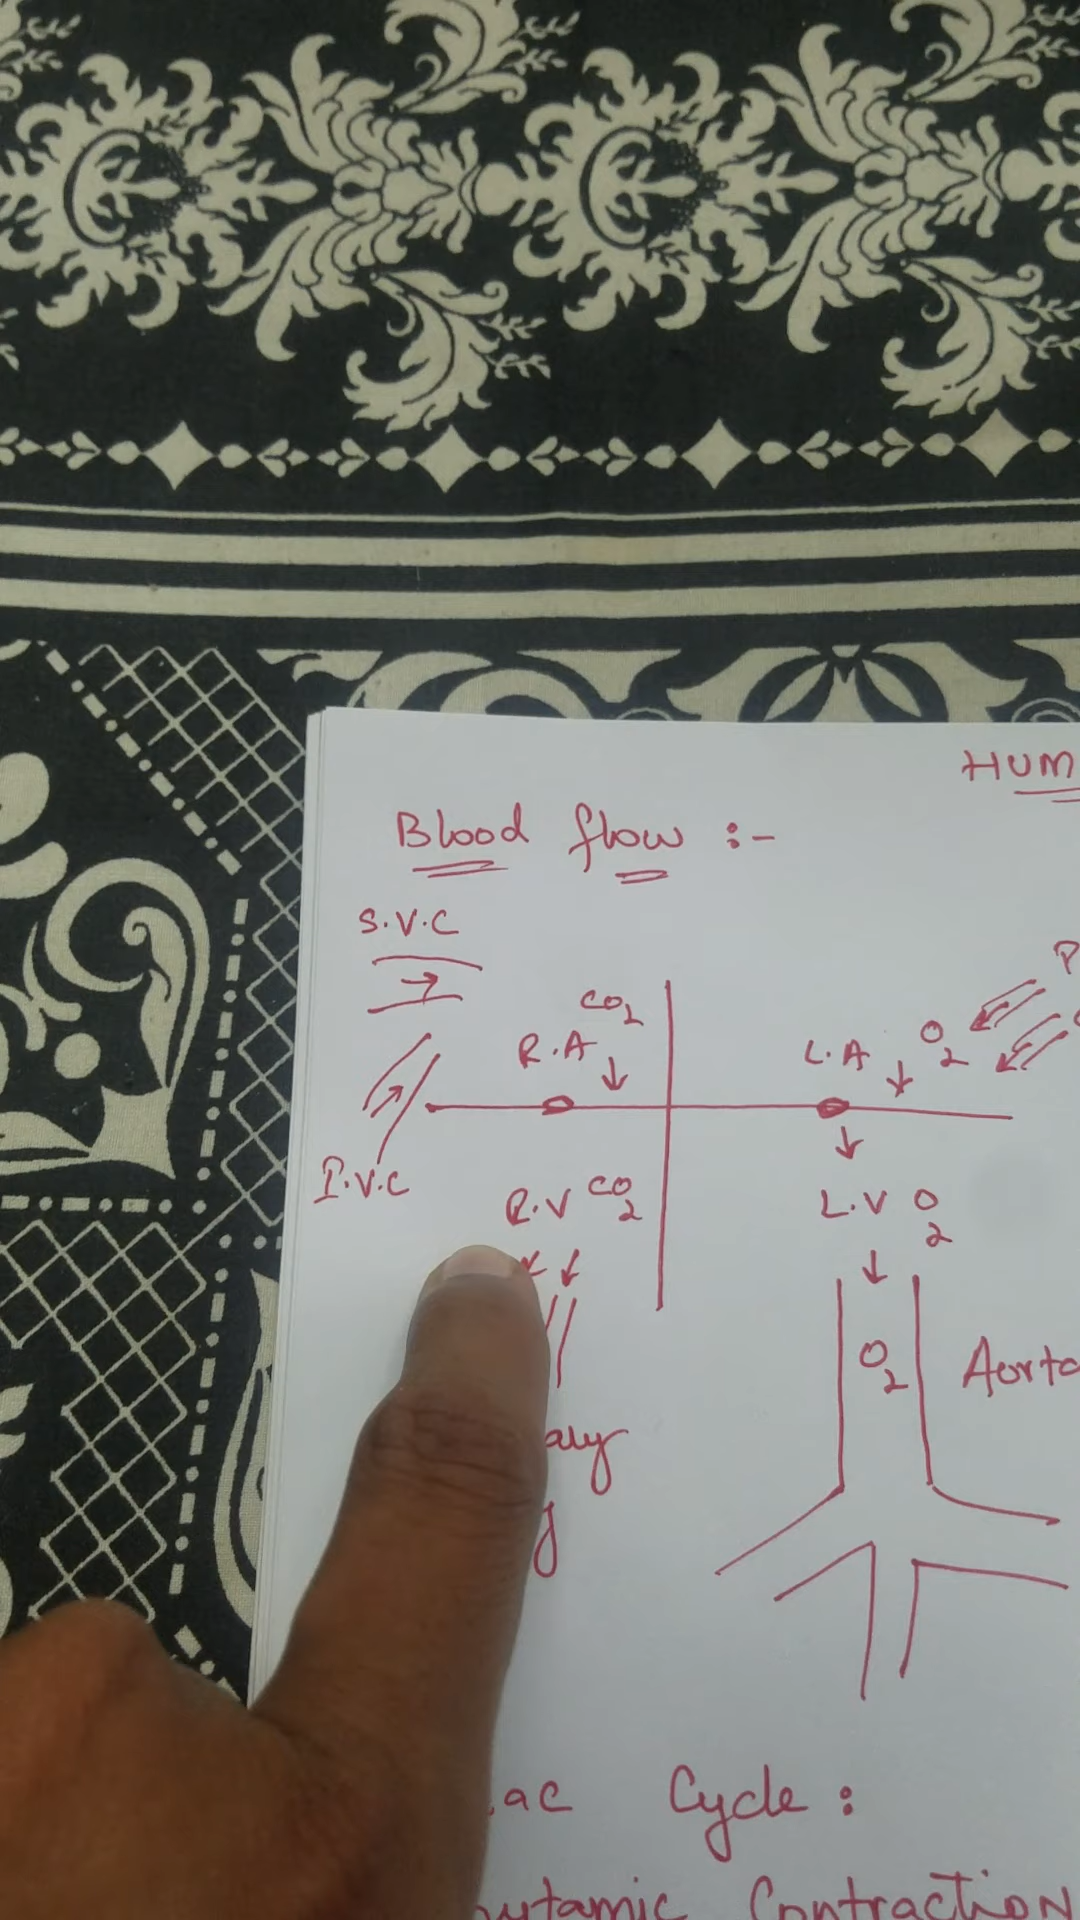 HUM
Blood flow :-
S.V.C
P
CO2
R.A
L.A
O2
I.V.C
R.V CO2
L.V O2
O2
Aorta
Cycle :
Contraction